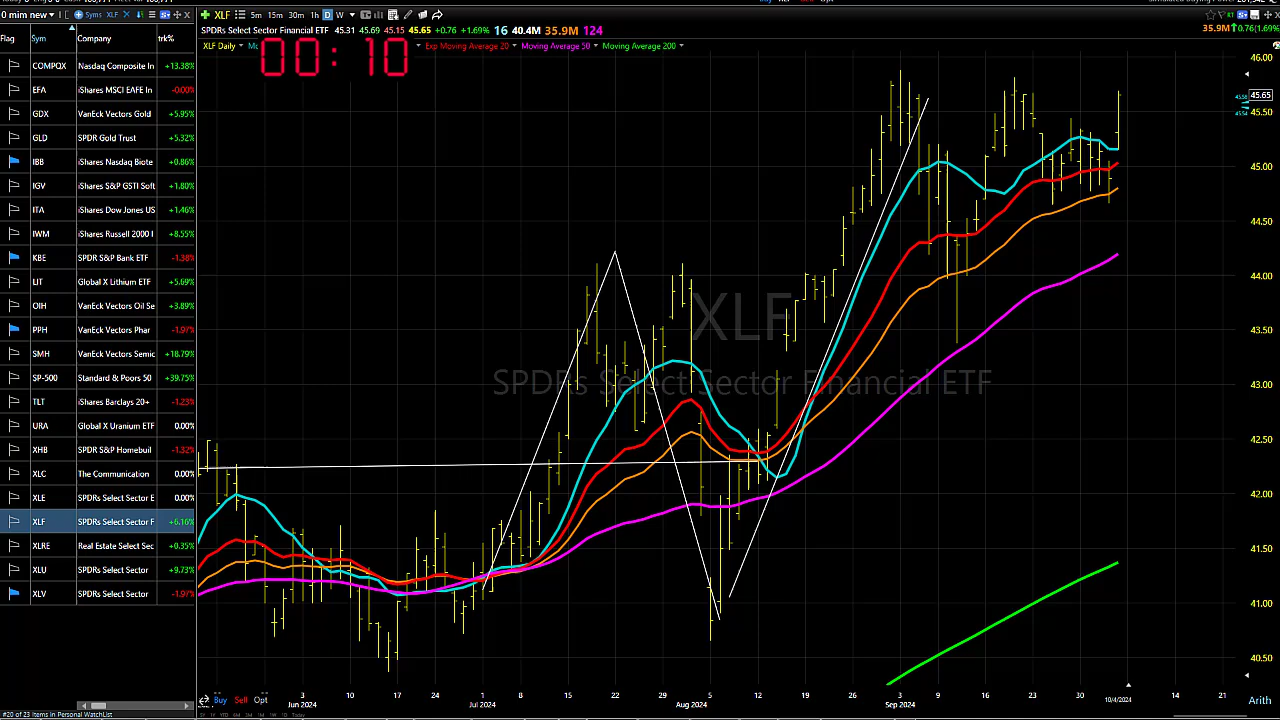 0 min new
Syms XLF
XLF 5m 15m 30m 1h D W
SPDRs Select Sector Financial ETF 45.31 45.69 45.15 45.65 +0.76 +1.69% 16 40.4M 35.9M 124
35.9M 0.76(1.69%
XLF Daily Exp Moving Average 20 Moving Average 50 Moving Average 200
00:10
Flag Sym Company trk%
COMPQX Nasdaq Composite In +13.38%
EFA iShares MSCI EAFE In -0.00%
GDX VanEck Vectors Gold +5.95%
GLD SPDR Gold Trust +5.32%
IBB iShares Nasdaq Biote +0.86%
IGV iShares S&P GSTI Soft +1.80%
ITA iShares Dow Jones US +1.46%
IWM iShares Russell 2000 I +8.55%
KBE SPDR S&P Bank ETF -1.38%
LIT Global X Lithium ETF +5.69%
OIH VanEck Vectors Oil Se +3.89%
PPH VanEck Vectors Phar -1.97%
SMH VanEck Vectors Semic +18.79%
SP-500 Standard & Poors 50 +39.75%
TLT iShares Barclays 20+ -1.23%
URA Global X Uranium ETF 0.00%
XHB SPDR S&P Homebuil -1.32%
XLC The Communication 0.00%
XLE SPDRs Select Sector E 0.00%
XLF SPDRs Select Sector F +6.16%
XLRE Real Estate Select Sec +0.35%
XLU SPDRs Select Sector +9.73%
XLV SPDRs Select Sector -1.97%
#20 of 23 Items in Personal WatchList
XLF
SPDRs Select Sector Financial ETF
46.00
45.65
45.50
45.00
44.50
44.00
43.50
43.00
42.50
42.00
41.50
41.00
40.50
Buy Sell Opt
3 10 17 24 1 8 15 22 29 5 12 19 26 3 9 16 23 30 10/4/2024 14 21
Jun 2024 Jul 2024 Aug 2024 Sep 2024
Arith